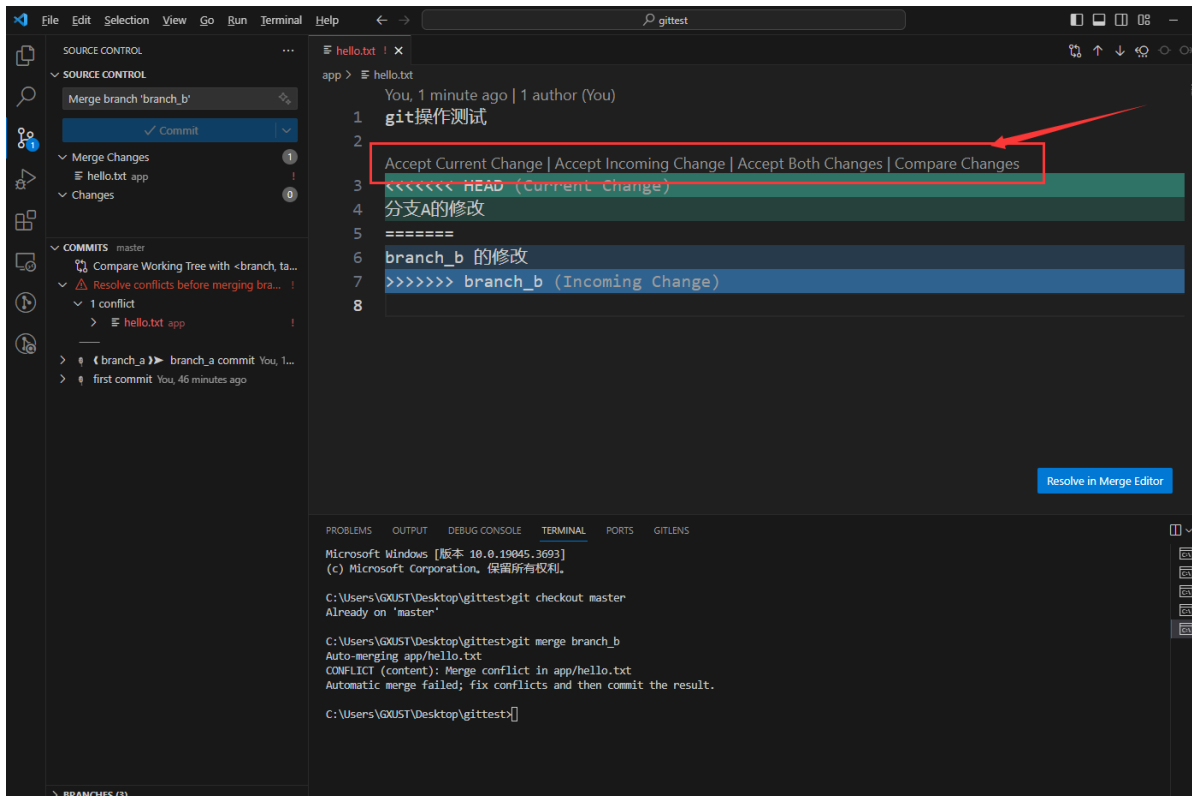 File Edit Selection View Go Run Terminal Help gittest
SOURCE CONTROL
SOURCE CONTROL
Merge branch 'branch_b'
Commit
Merge Changes 1
hello.txt app !
Changes 0
COMMITS master
Compare Working Tree with <branch, ta...
Resolve conflicts before merging bra... !
1 conflict
hello.txt app !
branch_a branch_a commit You, 1...
first commit You, 46 minutes ago
BRANCHES (3)
hello.txt !
app > hello.txt
You, 1 minute ago | 1 author (You)
1 git操作测试
2
Accept Current Change | Accept Incoming Change | Accept Both Changes | Compare Changes
3 <<<<<<< HEAD (Current Change)
4 分支A的修改
5 =======
6 branch_b 的修改
7 >>>>>>> branch_b (Incoming Change)
8
Resolve in Merge Editor
PROBLEMS OUTPUT DEBUG CONSOLE TERMINAL PORTS GITLENS
Microsoft Windows [版本 10.0.19045.3693]
(c) Microsoft Corporation。保留所有权利。
C:\Users\GXUST\Desktop\gittest>git checkout master
Already on 'master'
C:\Users\GXUST\Desktop\gittest>git merge branch_b
Auto-merging app/hello.txt
CONFLICT (content): Merge conflict in app/hello.txt
Automatic merge failed; fix conflicts and then commit the result.
C:\Users\GXUST\Desktop\gittest>